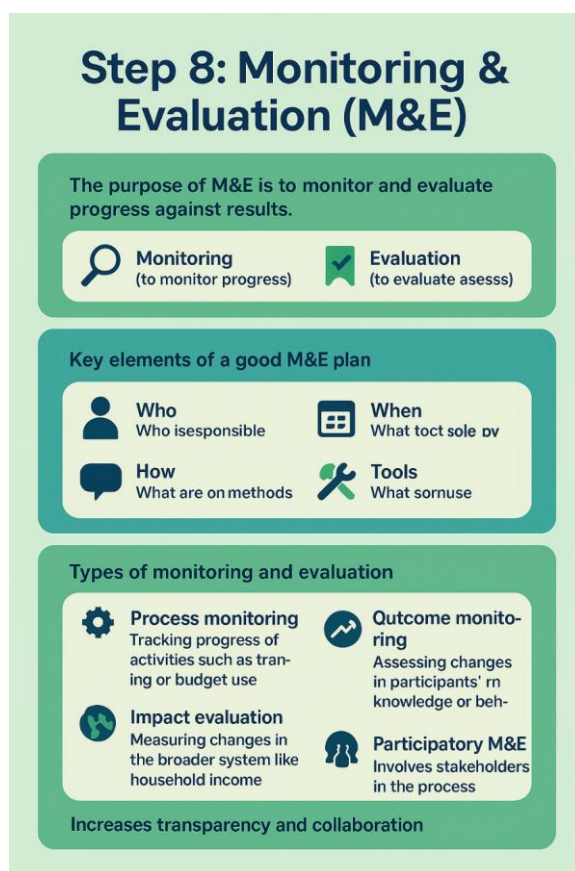 Step 8: Monitoring &
Evaluation (M&E)
The purpose of M&E is to monitor and evaluate
progress against results.
Monitoring
(to monitor progress)
Evaluation
(to evaluate asesss)
Key elements of a good M&E plan
Who
Who isesponsible
When
What toct sole pv
How
What are on methods
Tools
What sornuse
Types of monitoring and evaluation
Process monitoring
Tracking progress of
activities such as tran-
ing or budget use
Outcome monito-
ring
Assessing changes
in participants' rn
knowledge or beh-
Impact evaluation
Measuring changes in
the broader system like
household income
Participatory M&E
Involves stakeholders
in the process
Increases transparency and collaboration